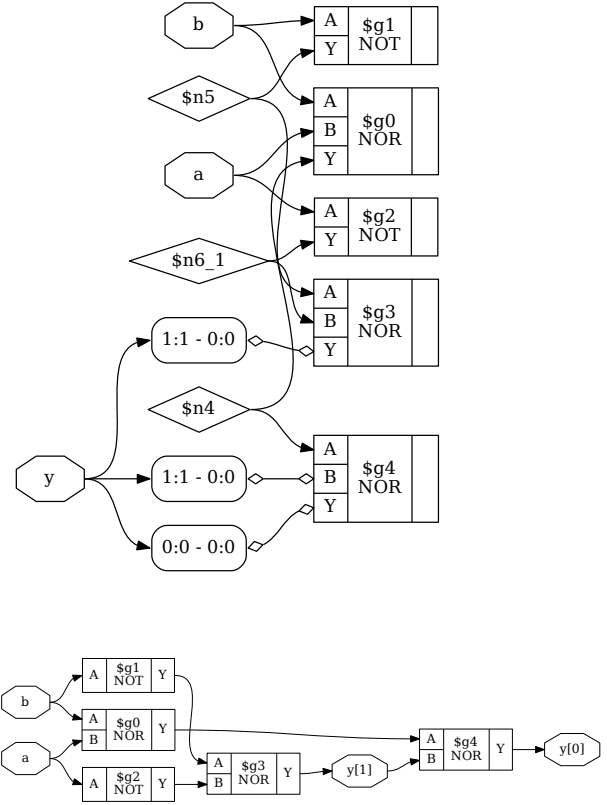 b
A
$g1
Y
NOT
$n5
A
$g0
B
NOR
Y
a
A
$g2
Y
NOT
$n6_1
A
$g3
B
NOR
Y
1:1 - 0:0
$n4
A
$g4
B
NOR
Y
y
1:1 - 0:0
0:0 - 0:0
b
A
$g1
NOT
Y
A
B
$g0
NOR
Y
a
A
$g2
NOT
Y
A
B
$g3
NOR
Y
y[1]
A
B
$g4
NOR
Y
y[0]